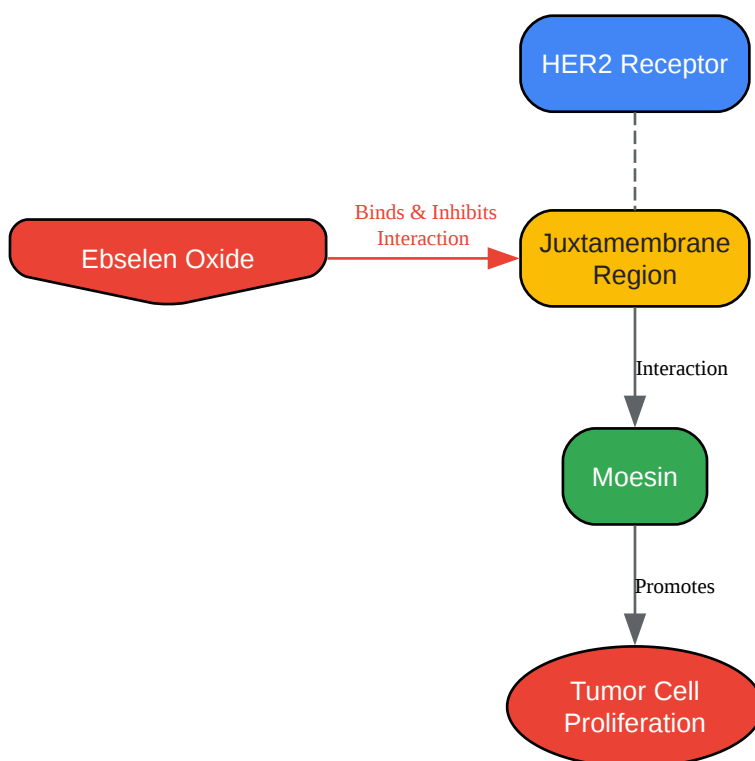 HER2 Receptor
Binds & Inhibits
Interaction
Ebselen Oxide
Juxtamembrane
Region
Interaction
Moesin
Promotes
Tumor Cell
Proliferation